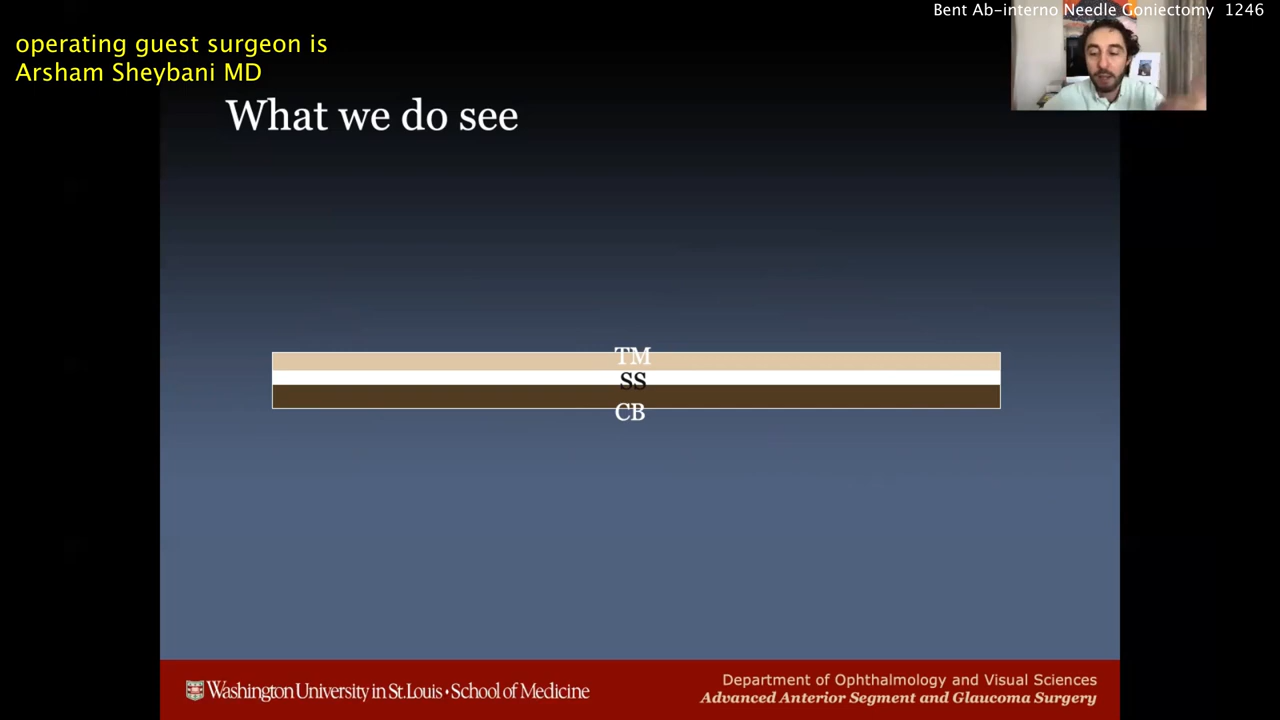 Bent Ab-interno Needle Goniectomy 1246
operating guest surgeon is
Arsham Sheybani MD
What we do see
TM
SS
CB
Washington University in St. Louis • School of Medicine
Department of Ophthalmology and Visual Sciences
Advanced Anterior Segment and Glaucoma Surgery